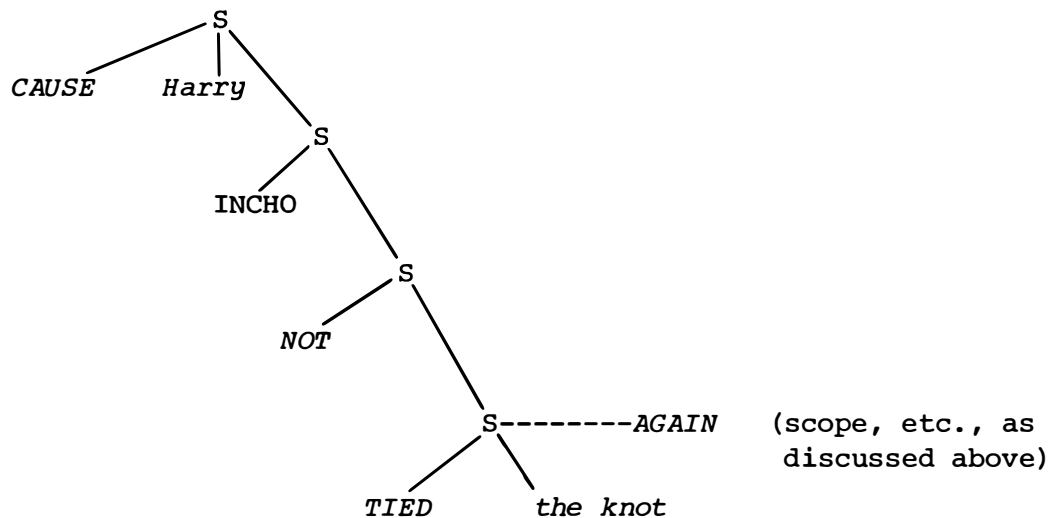 S
CAUSE Harry
S
INCHO
S
NOT
S AGAIN (scope, etc., as
discussed above)
TIED the knot